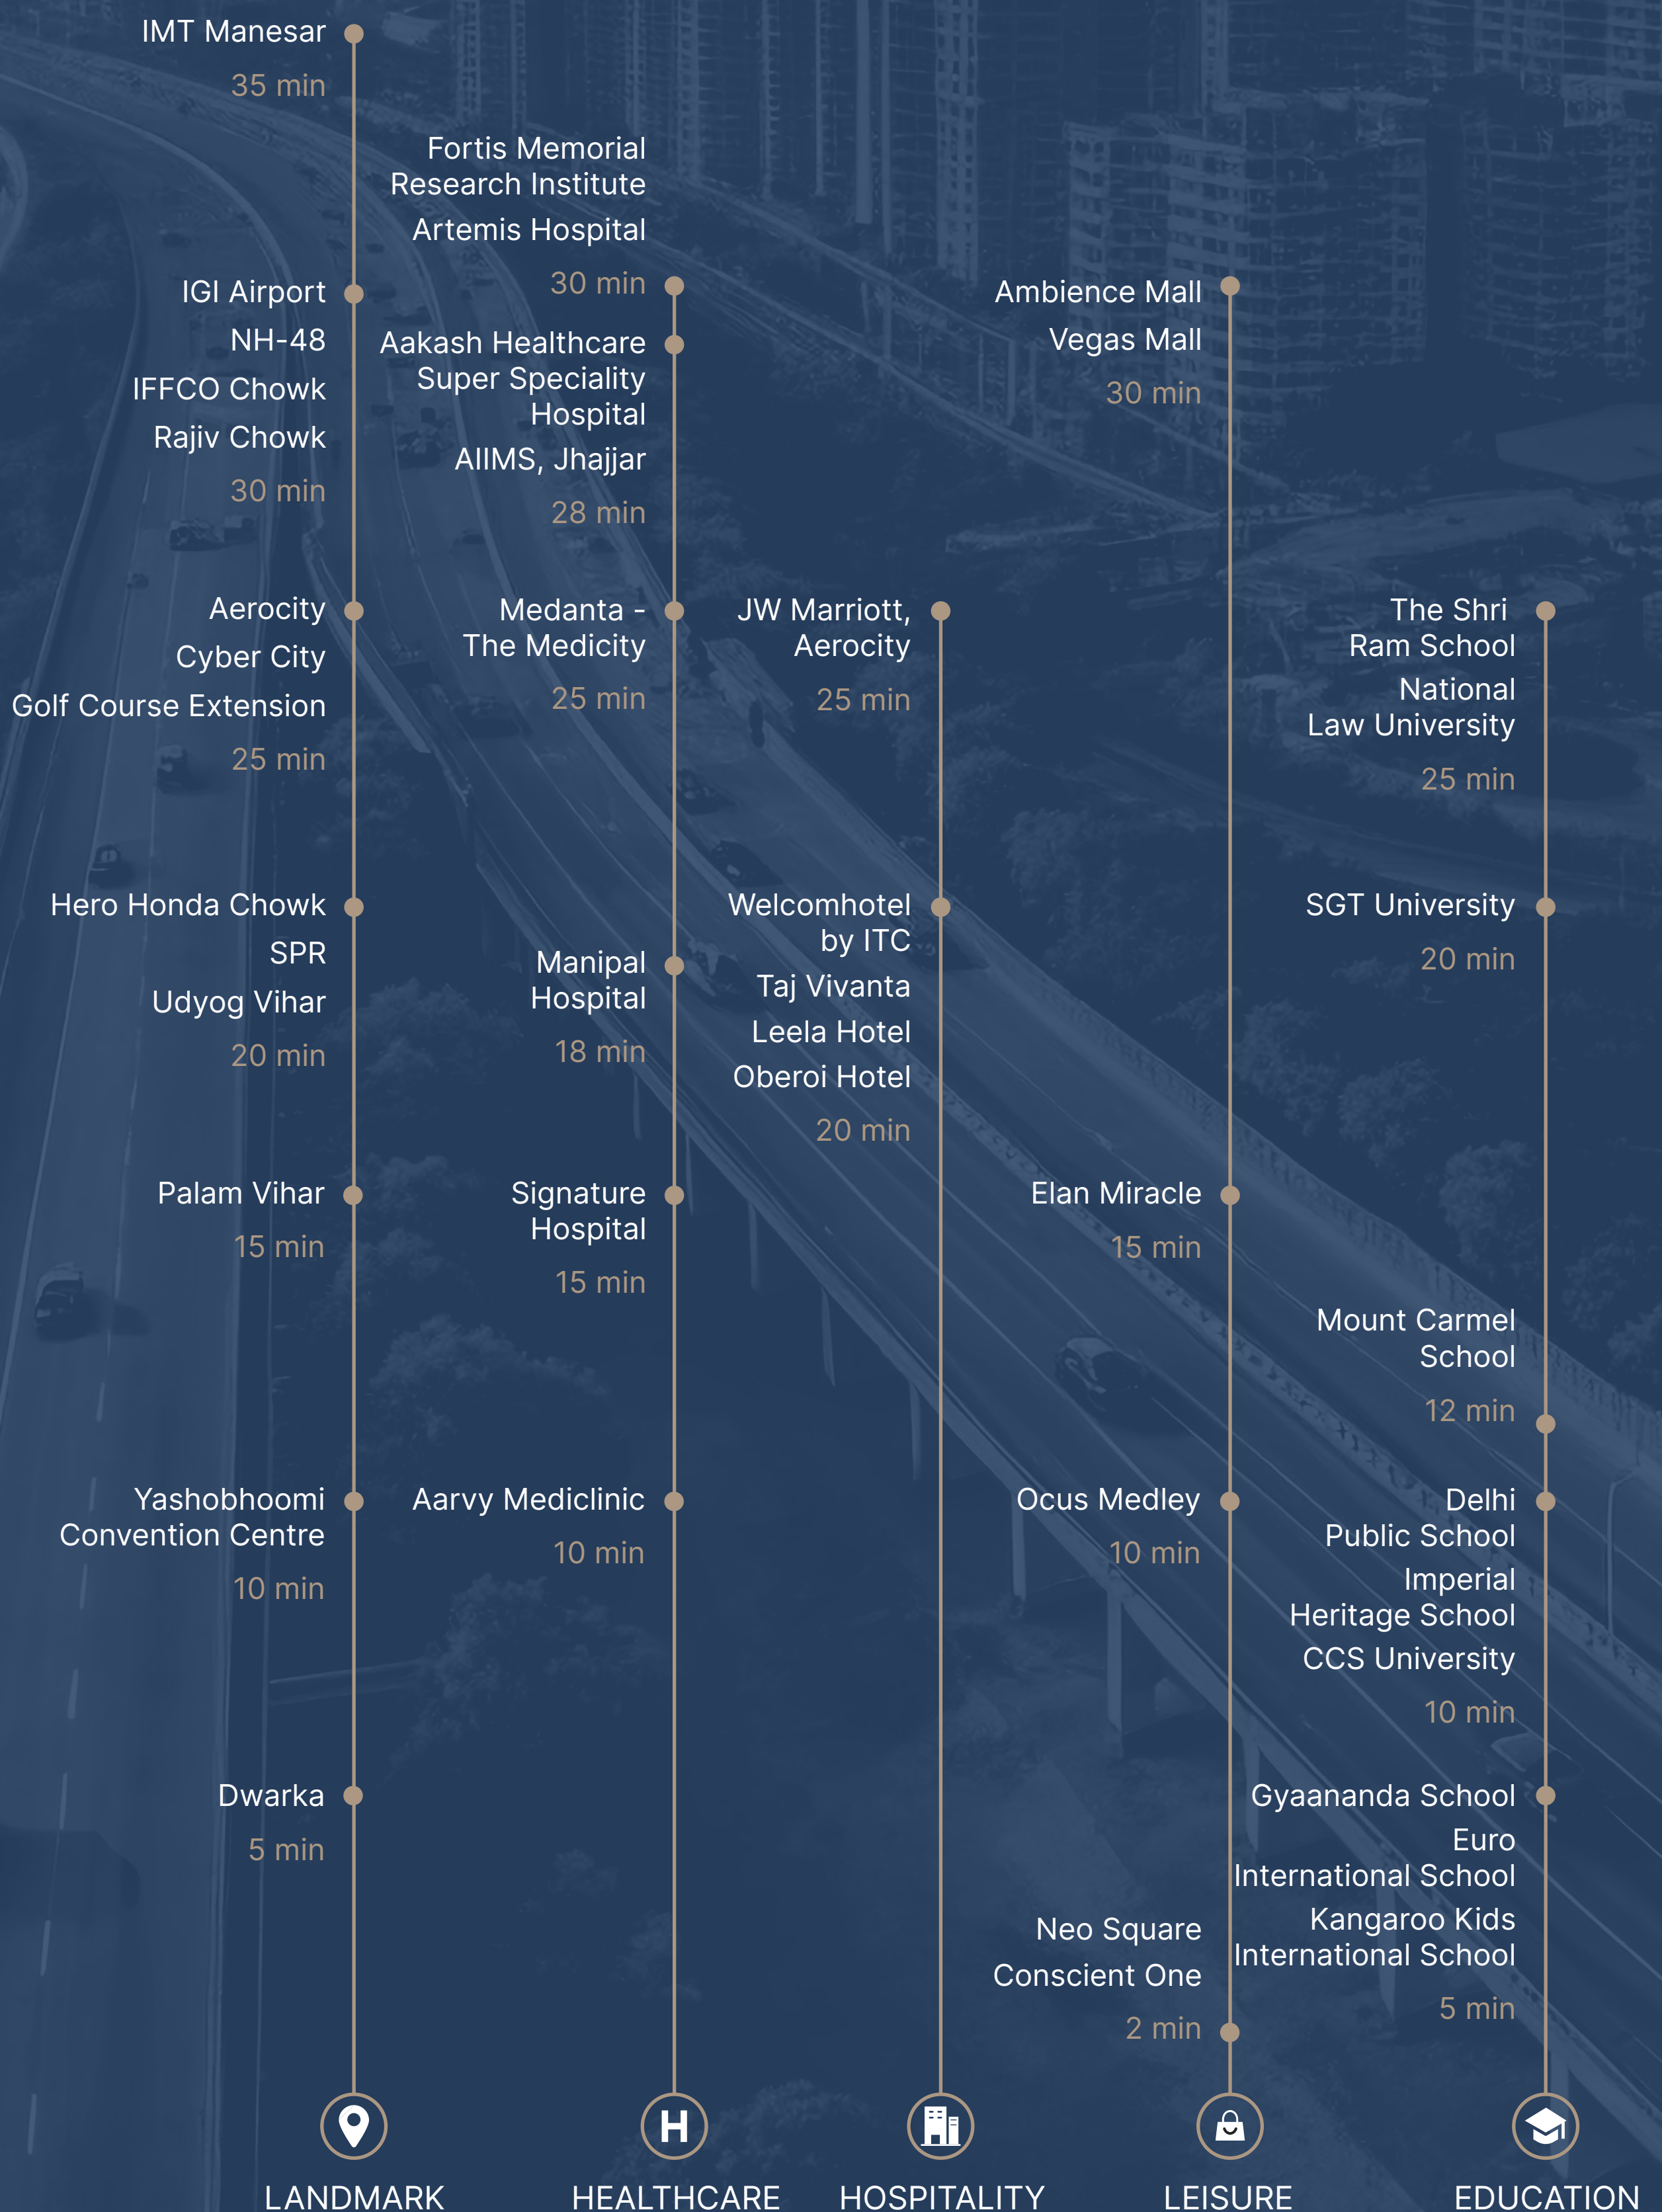 IMT Manesar
35 min
IGI Airport
NH-48
IFFCO Chowk
Rajiv Chowk
30 min
Aerocity
Cyber City
Golf Course Extension
25 min
Hero Honda Chowk
SPR
Udyog Vihar
20 min
Palam Vihar
15 min
Yashobhoomi
Convention Centre
10 min
Dwarka
5 min
LANDMARK
Fortis Memorial
Research Institute
Artemis Hospital
30 min
Aakash Healthcare
Super Speciality
Hospital
AIIMS, Jhajjar
28 min
Medanta -
The Medicity
25 min
Manipal
Hospital
18 min
Signature
Hospital
15 min
Aarvy Mediclinic
10 min
H
HEALTHCARE
JW Marriott,
Aerocity
25 min
Welcomhotel
by ITC
Taj Vivanta
Leela Hotel
Oberoi Hotel
20 min
HOSPITALITY
Ambience Mall
Vegas Mall
30 min
Elan Miracle
15 min
Ocus Medley
10 min
Neo Square
Conscient One
2 min
LEISURE
The Shri
Ram School
National
Law University
25 min
SGT University
20 min
Mount Carmel
School
12 min
Delhi
Public School
Imperial
Heritage School
CCS University
10 min
Gyaananda School
Euro
International School
Kangaroo Kids
International School
5 min
EDUCATION